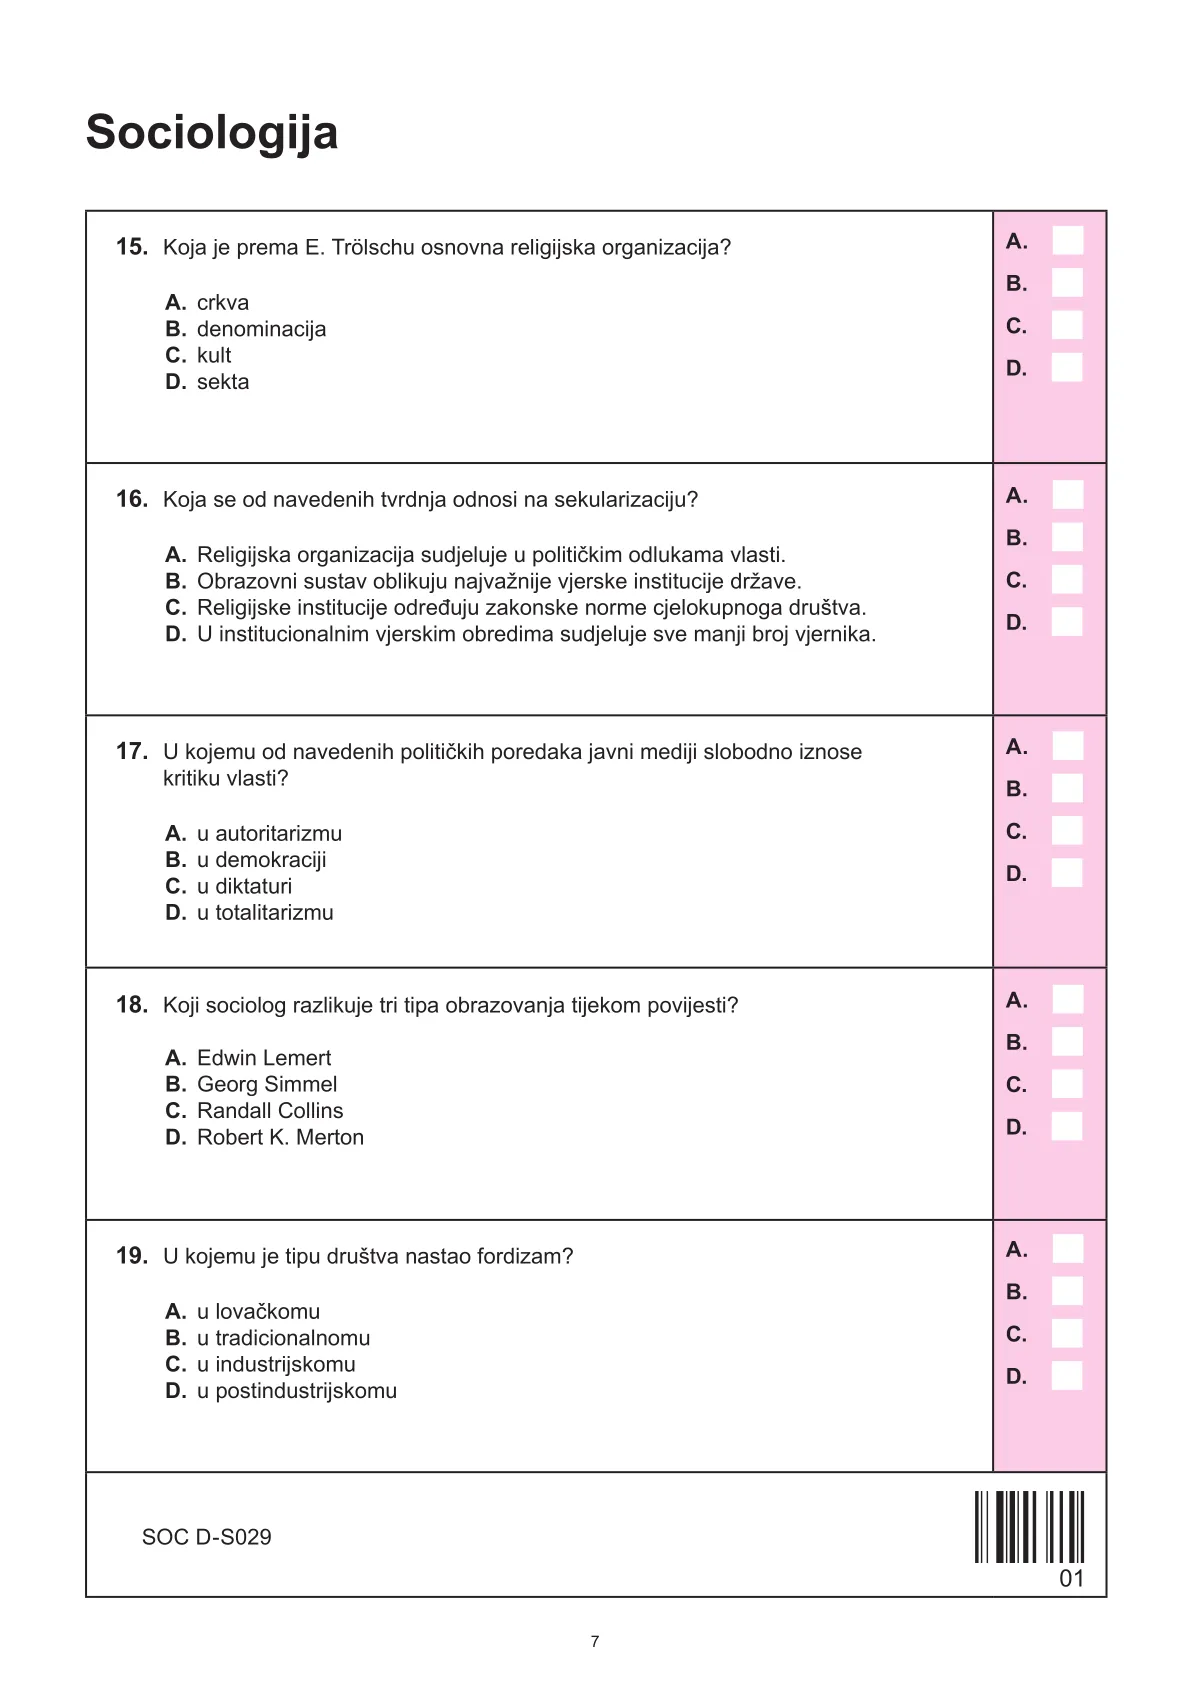 Sociologija
15. Koja je prema E. Trölschu osnovna religijska organizacija?
A. crkva
B. denominacija
C. kult
D. sekta
A.
B.
C.
D.
16. Koja se od navedenih tvrdnja odnosi na sekularizaciju?
A. Religijska organizacija sudjeluje u političkim odlukama vlasti.
B. Obrazovni sustav oblikuju najvažnije vjerske institucije države.
C. Religijske institucije određuju zakonske norme cjelokupnoga društva.
D. U institucionalnim vjerskim obredima sudjeluje sve manji broj vjernika.
A.
B.
C.
D.
17. U kojemu od navedenih političkih poredaka javni mediji slobodno iznose
kritiku vlasti?
A. u autoritarizmu
B. u demokraciji
C. u diktaturi
D. u totalitarizmu
A.
B.
C.
D.
18. Koji sociolog razlikuje tri tipa obrazovanja tijekom povijesti?
A. Edwin Lemert
B. Georg Simmel
C. Randall Collins
D. Robert K. Merton
A.
B.
C.
D.
19. U kojemu je tipu društva nastao fordizam?
A. u lovačkomu
B. u tradicionalnomu
C. u industrijskomu
D. u postindustrijskomu
A.
B.
C.
D.
SOC D-S029
01
7